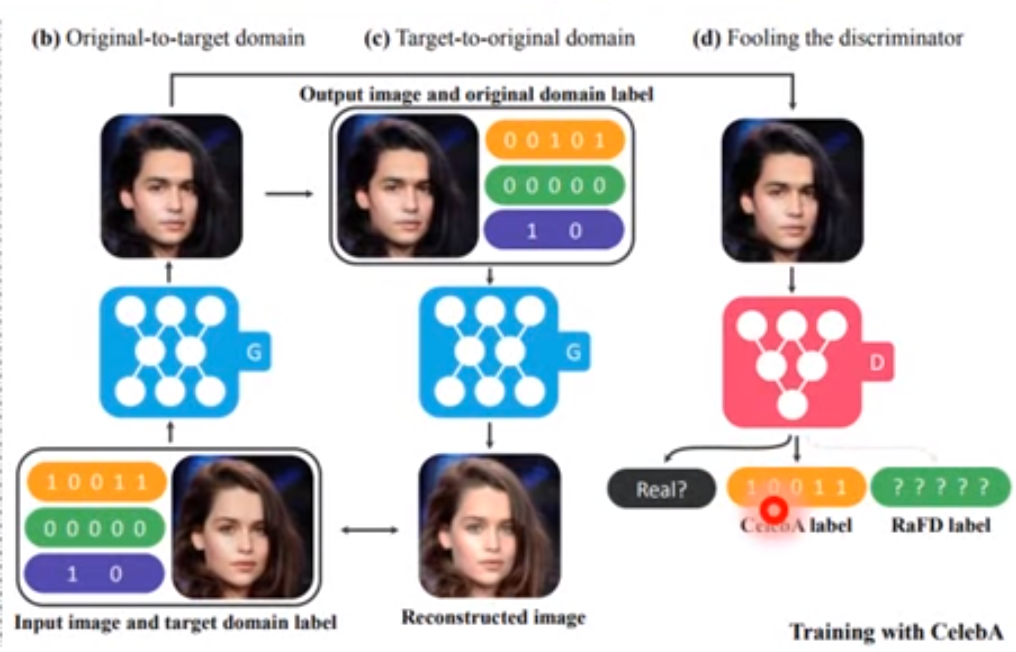 (b) Original-to-target domain
(c) Target-to-original domain
(d) Fooling the discriminator
Output image and original domain label
0 0 1 0 1
0 0 0 0 0
1 0
G
G
D
1 0 0 1 1
0 0 0 0 0
1 0
Input image and target domain label
Reconstructed image
Real?
1 0 0 1 1
? ? ? ? ?
CelebA label
RaFD label
Training with CelebA